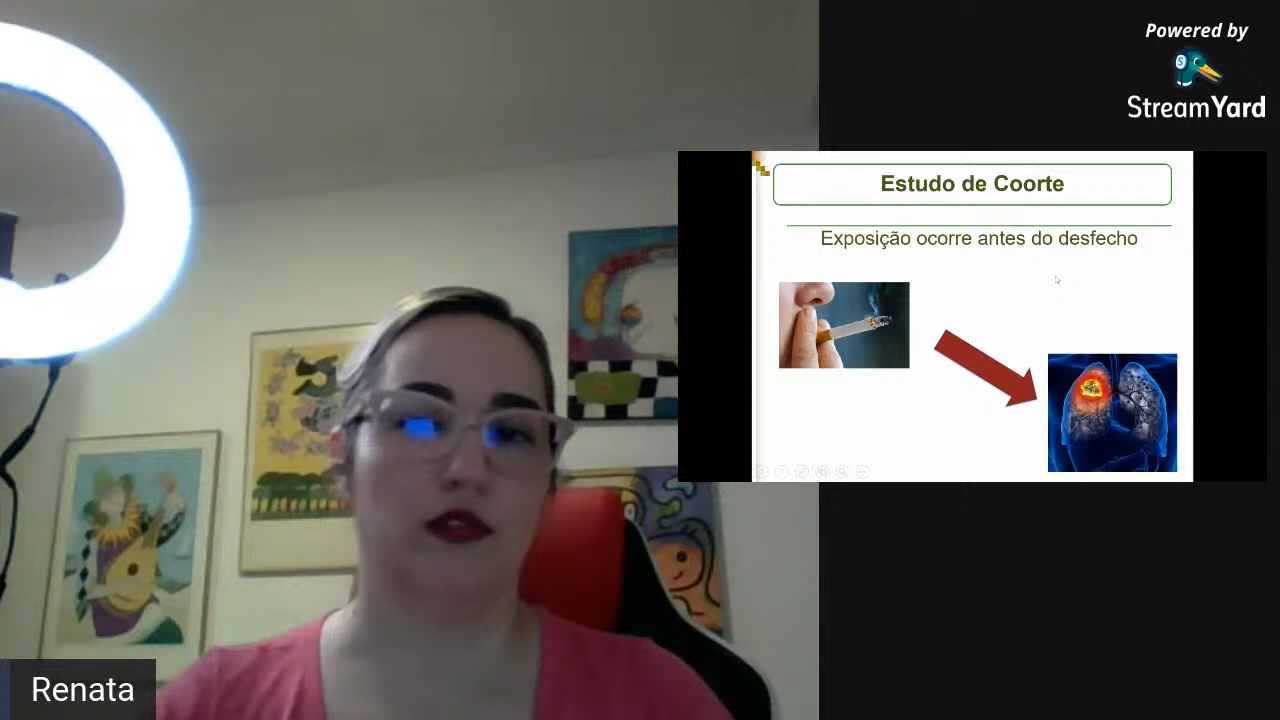 Powered by
StreamYard
Estudo de Coorte
Exposição ocorre antes do desfecho
Renata